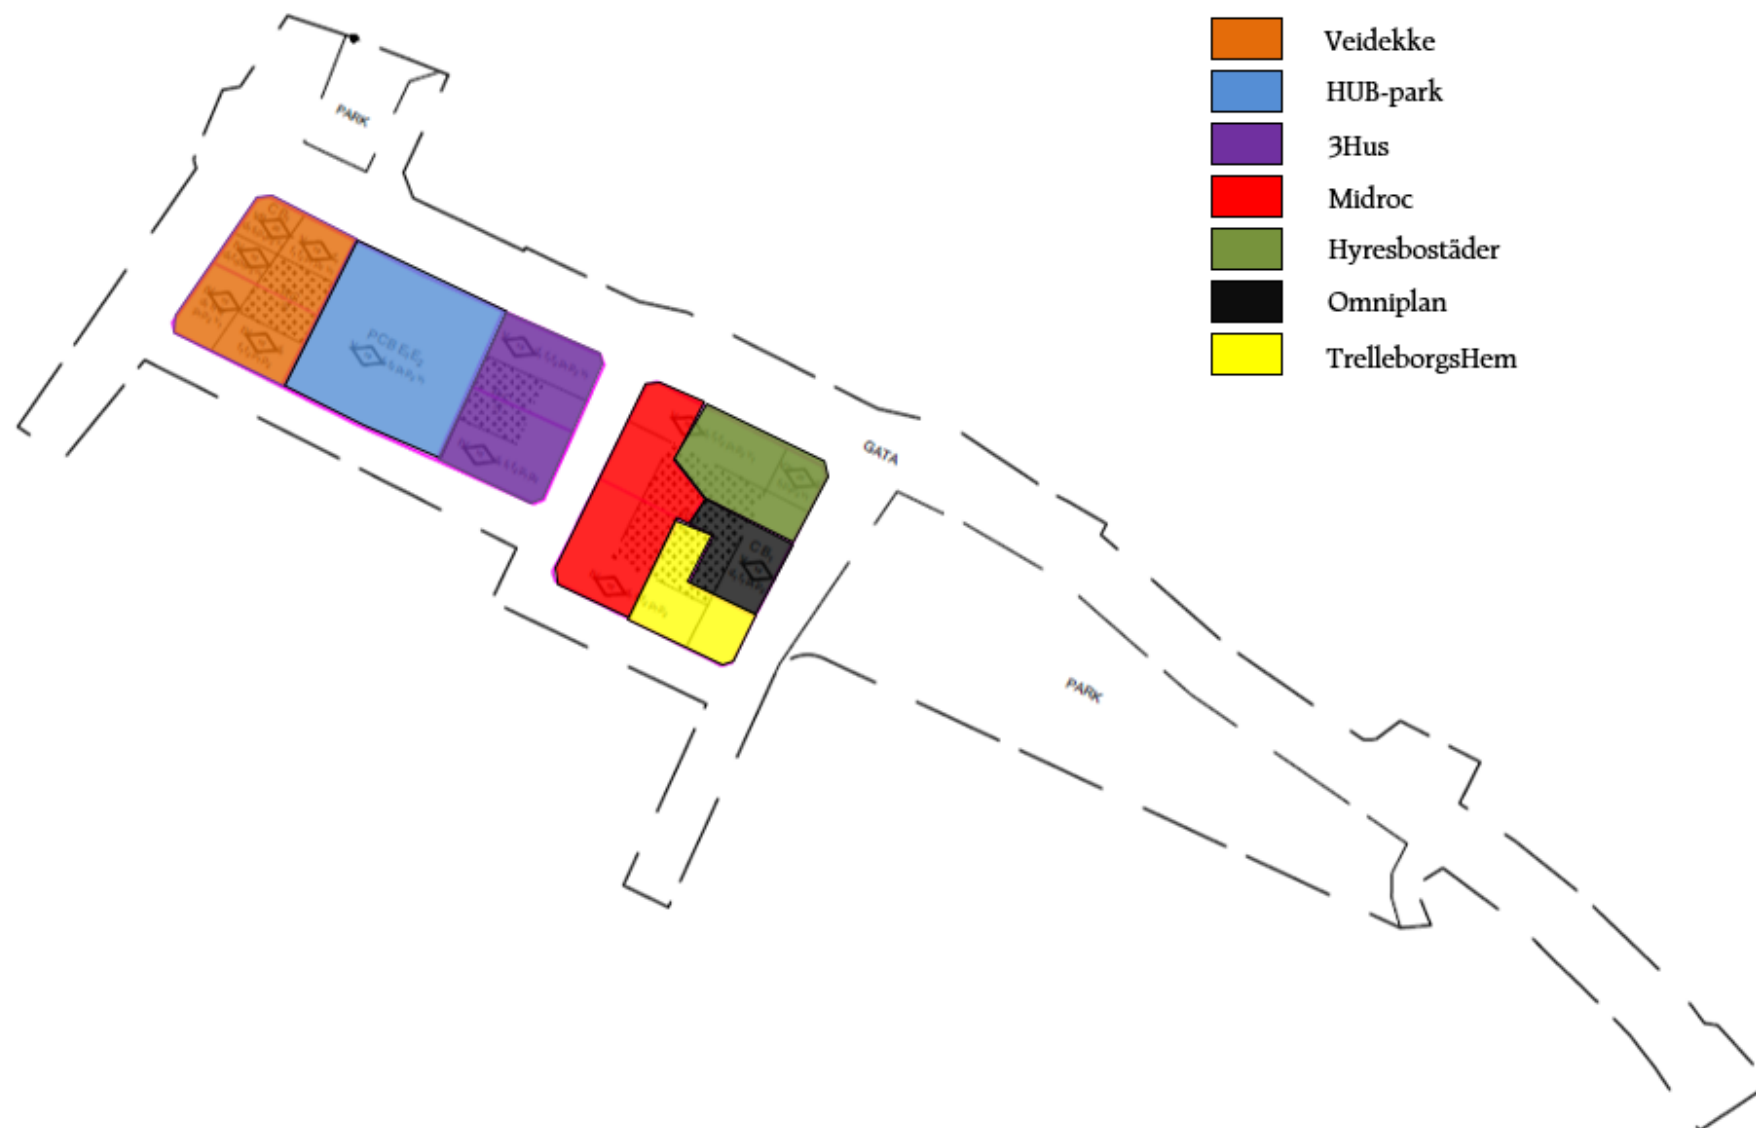 Veidekke
HUB-park
3Hus
Midroc
Hyresbostäder
Omniplan
TrelleborgsHem
PARK
GATA
PARK